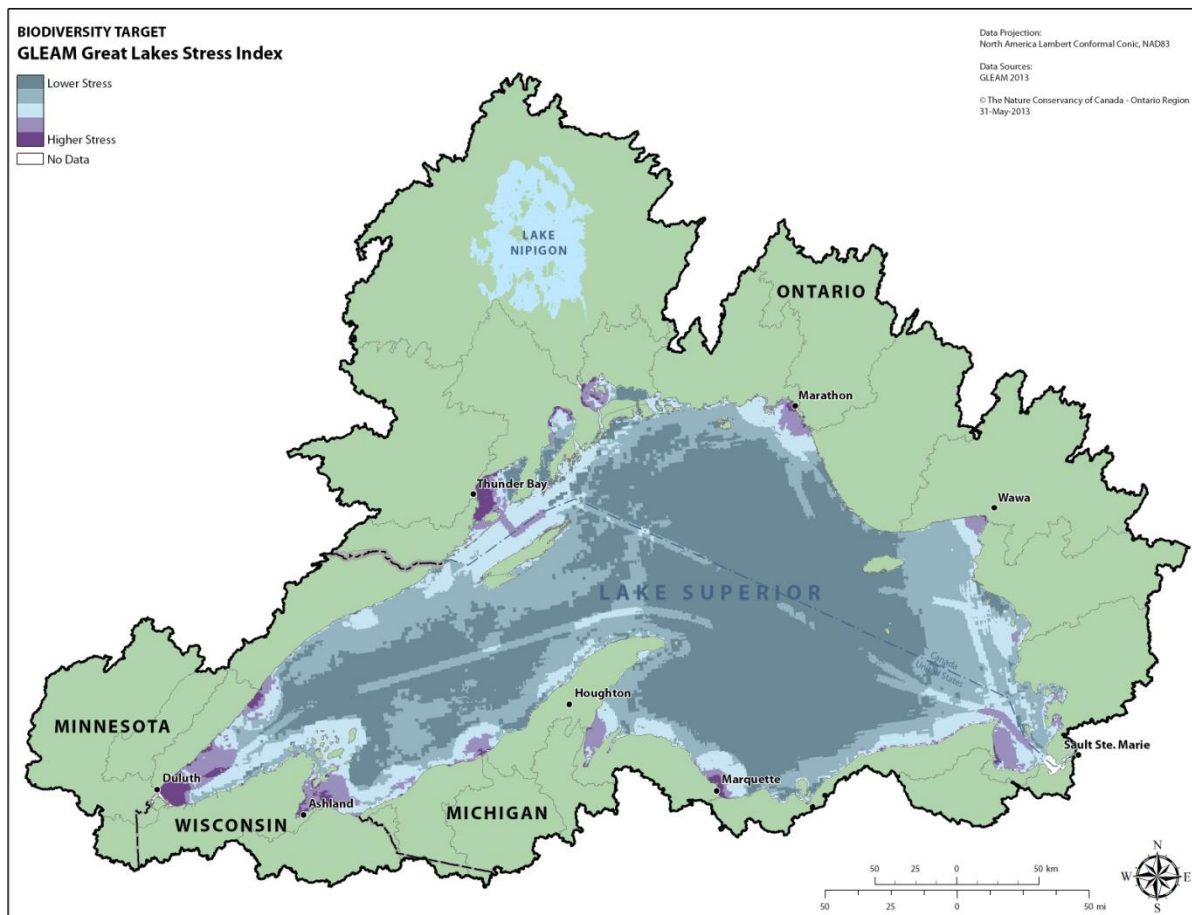 BIODIVERSITY TARGET
GLEAM Great Lakes Stress Index
Lower Stress
Higher Stress
No Data
Data Projection:
North America Lambert Conformal Conic, NAD83
Data Sources:
GLEAM 2013
© The Nature Conservancy of Canada - Ontario Region
31-May-2013
LAKE
NIPIGON
ONTARIO
Marathon
Thunder Bay
Wawa
LAKE SUPERIOR
Canada
United States
Houghton
MINNESOTA
Sault Ste. Marie
Duluth
Marquette
Ashland
MICHIGAN
WISCONSIN
50 25 0 50 km
50 25 0 50 mi
N
W E
S